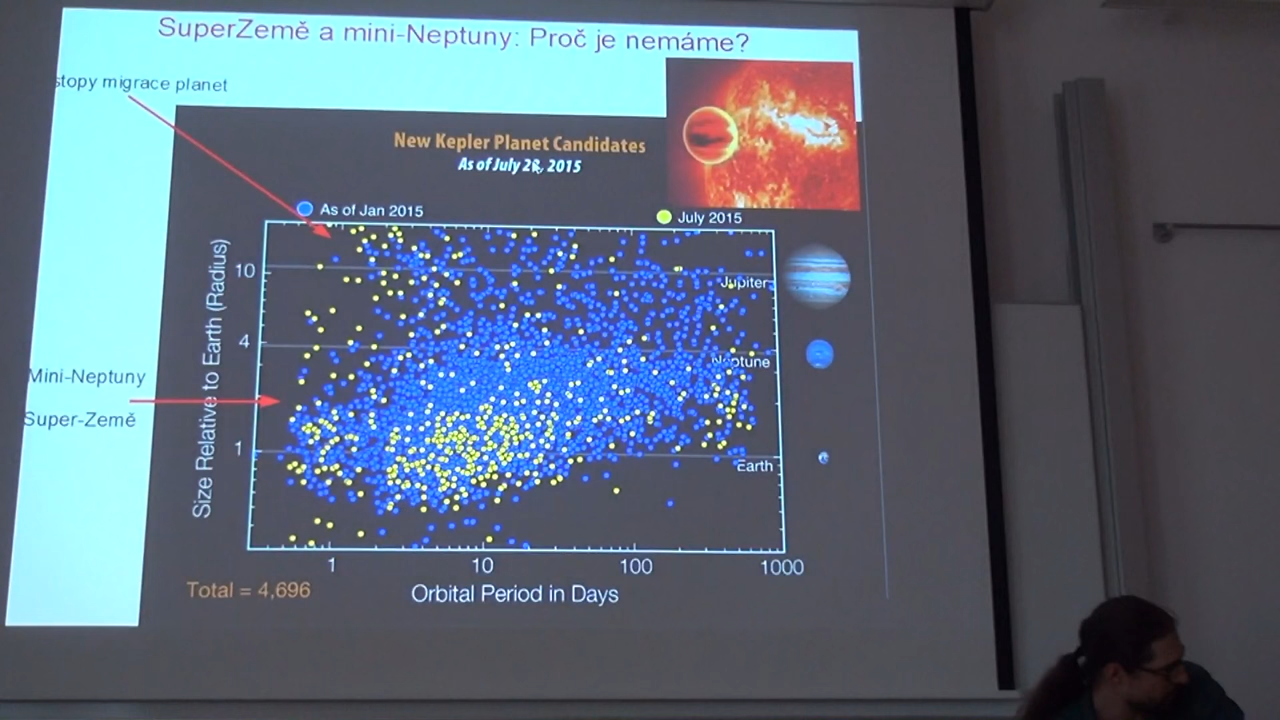 SuperZemě a mini-Neptuny: Proč je nemáme?
stopy migrace planet
New Kepler Planet Candidates
As of July 28, 2015
As of Jan 2015
July 2015
Size Relative to Earth (Radius)
10
Jupiter
4
Neptune
Mini-Neptuny
Super-Země
1
Earth
1
10
100
1000
Total = 4,696
Orbital Period in Days